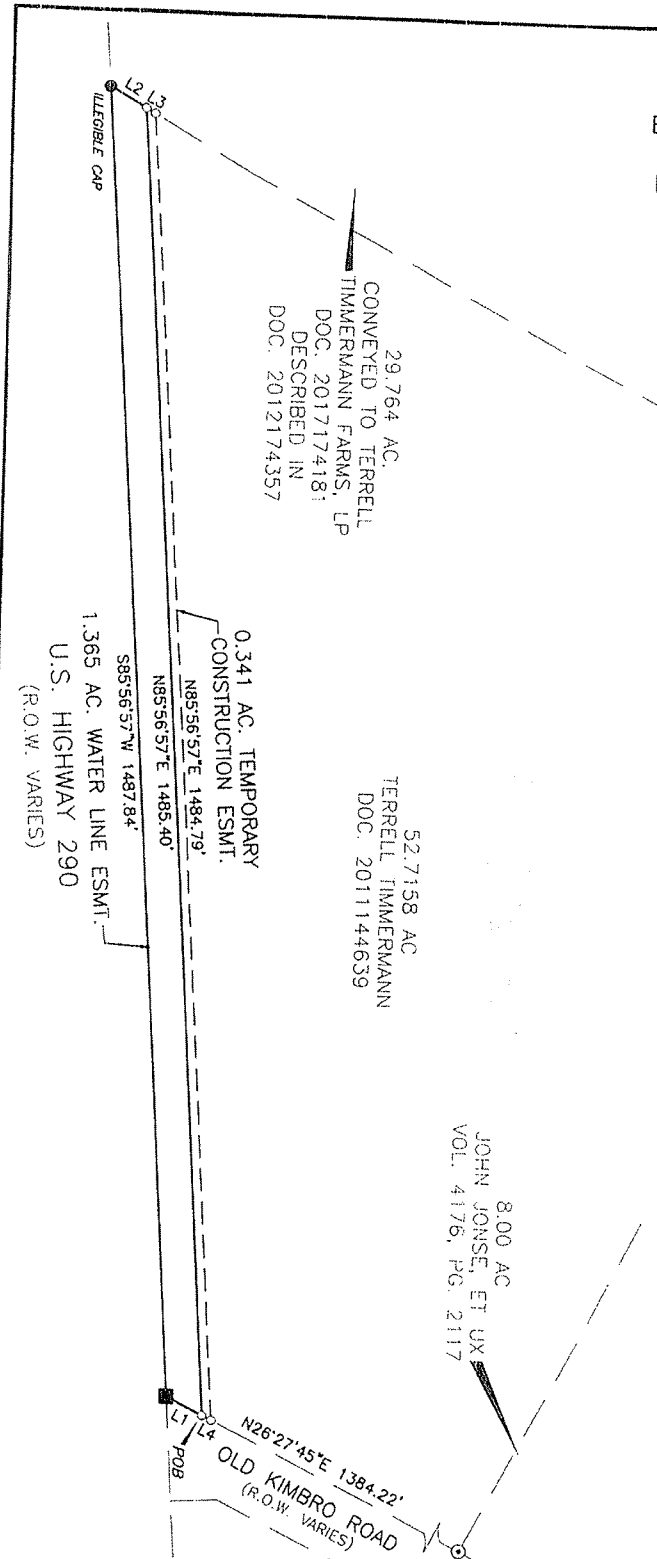 L2
L3
ILLEGIBLE CAP
29.764 AC.
CONVEYED TO TERRELL
TIMMERMANN FARMS, LP
DOC. 2017174181
DESCRIBED IN
DOC. 2012174357
0.341 AC. TEMPORARY
CONSTRUCTION ESMT.
N85°56'57"E 1484.79'
N85°56'57"E 1485.40'
S85°56'57"W 1487.84'
1.365 AC. WATER LINE ESMT.
U.S. HIGHWAY 290
(R.O.W. VARIES)
52.7158 AC
TERRELL TIMMERMANN
DOC. 2011144639
8.00 AC
JOHN JONSE, ET UX
VOL. 4176, PG. 2117
L1
L4
POB
N26°27'45"E 1384.22'
OLD KIMBRO ROAD
(R.O.W. VARIES)